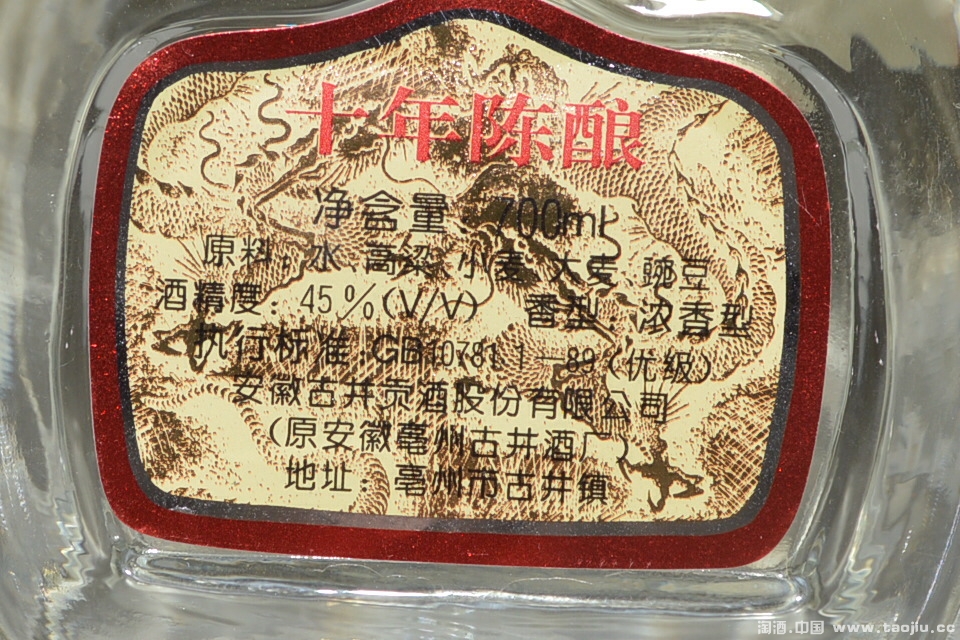 十年陈酿
净含量 700ml
原料：水 高粱 小麦 大麦 豌豆
酒精度：45%(V/V) 香型：浓香型
执行标准:GB10781.1—89(优级)
安徽古井贡酒股份有限公司
(原安徽亳州古井酒厂)
地址：亳州市古井镇
淘酒.中国 www.taojiu.cc